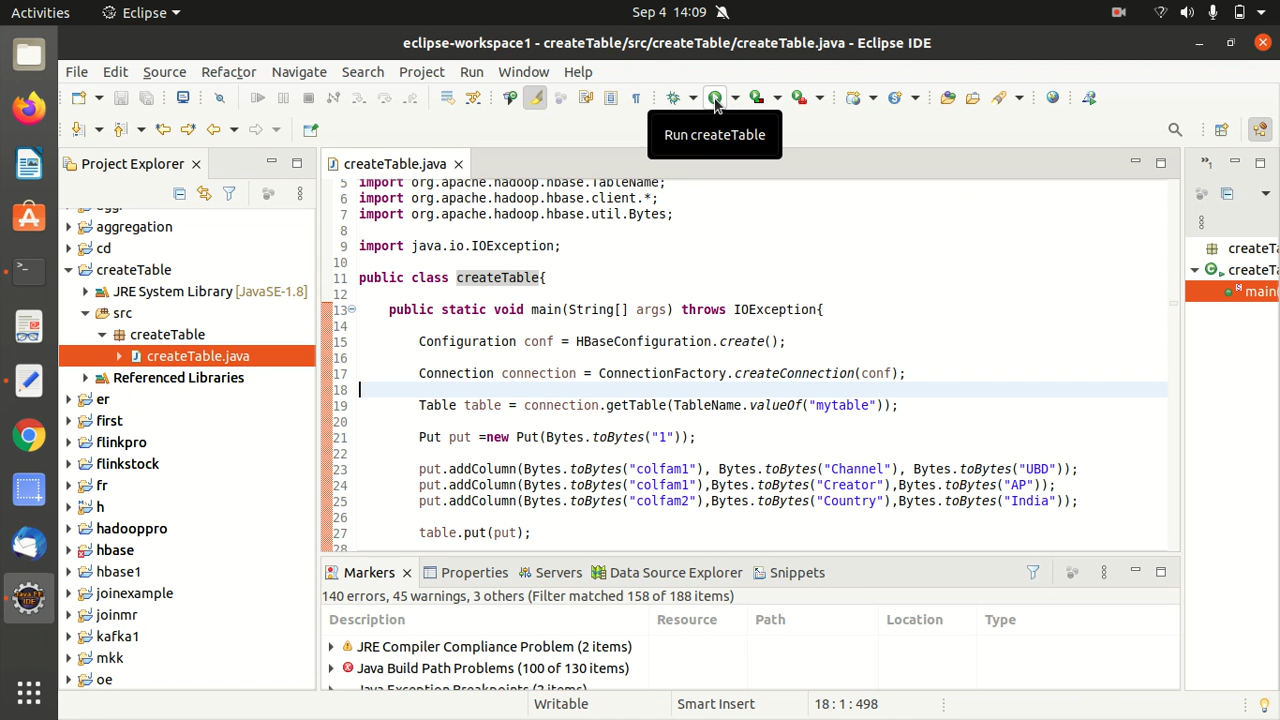 Activities
Eclipse
Sep 4 14:09
eclipse-workspace1 - createTable/src/createTable/createTable.java - Eclipse IDE
File Edit Source Refactor Navigate Search Project Run Window Help
Run createTable
Project Explorer
aggregation
cd
createTable
JRE System Library [JavaSE-1.8]
src
createTable
createTable.java
Referenced Libraries
er
first
flinkpro
flinkstock
fr
h
hadooppro
hbase
hbase1
joinexample
joinmr
kafka1
mkk
oe
createTable.java
5 import org.apache.hadoop.hbase.TableName;
6 import org.apache.hadoop.hbase.client.*;
7 import org.apache.hadoop.hbase.util.Bytes;
8
9 import java.io.IOException;
10
11 public class createTable{
12
13 public static void main(String[] args) throws IOException{
14
15 Configuration conf = HBaseConfiguration.create();
16
17 Connection connection = ConnectionFactory.createConnection(conf);
18
19 Table table = connection.getTable(TableName.valueOf("mytable"));
20
21 Put put =new Put(Bytes.toBytes("1"));
22
23 put.addColumn(Bytes.toBytes("colfam1"), Bytes.toBytes("Channel"), Bytes.toBytes("UBD"));
24 put.addColumn(Bytes.toBytes("colfam1"),Bytes.toBytes("Creator"),Bytes.toBytes("AP"));
25 put.addColumn(Bytes.toBytes("colfam2"),Bytes.toBytes("Country"),Bytes.toBytes("India"));
26
27 table.put(put);
28
createTa
createTa
main(
Markers Properties Servers Data Source Explorer Snippets
140 errors, 45 warnings, 3 others (Filter matched 158 of 188 items)
Description Resource Path Location Type
JRE Compiler Compliance Problem (2 items)
Java Build Path Problems (100 of 130 items)
Java Exception Breakpoints (2 items)
Writable Smart Insert 18 : 1 : 498